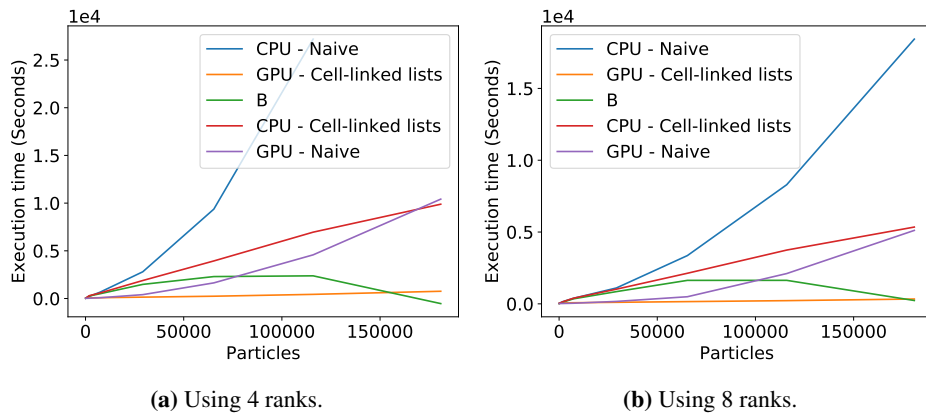 1e4
2.5
2.0
1.5
1.0
0.5
0.0
Execution time (Seconds)
CPU - Naive
GPU - Cell-linked lists
B
CPU - Cell-linked lists
GPU - Naive
0
50000
100000
150000
Particles
(a) Using 4 ranks.
1e4
1.5
1.0
0.5
0.0
Execution time (Seconds)
CPU - Naive
GPU - Cell-linked lists
B
CPU - Cell-linked lists
GPU - Naive
0
50000
100000
150000
Particles
(b) Using 8 ranks.